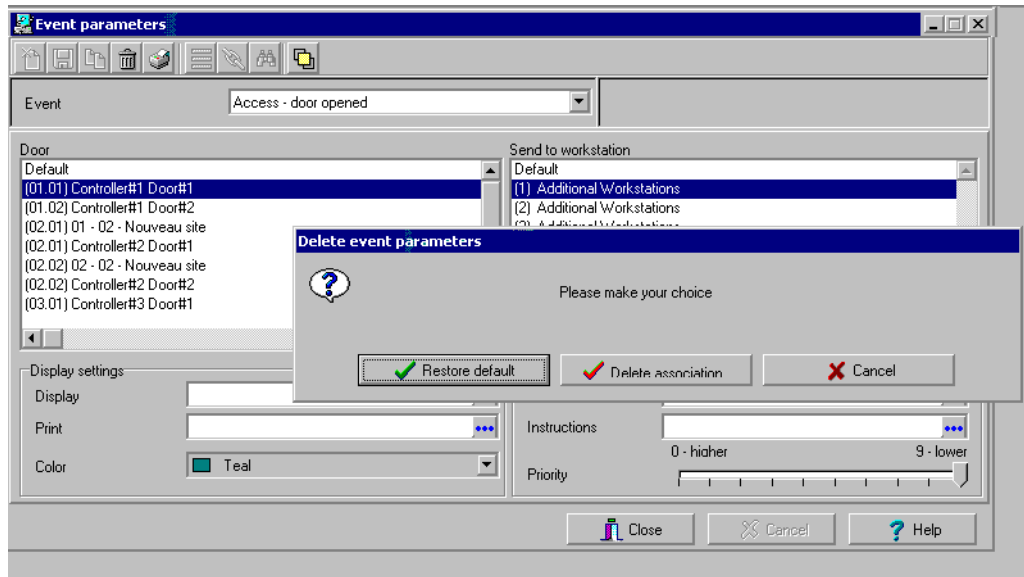 Event parameters
Event
Access - door opened
Door
Send to workstation
Default
(01.01) Controller#1 Door#1
(01.02) Controller#1 Door#2
(02.01) 01 - 02 - Nouveau site
(02.01) Controller#2 Door#1
(02.02) 02 - 02 - Nouveau site
(02.02) Controller#2 Door#2
(03.01) Controller#3 Door#1
Default
(1) Additional Workstations
(2) Additional Workstations
Delete event parameters
Please make your choice
Restore default
Delete association
Cancel
Display settings
Display
Print
Color
Teal
Instructions
0 - higher
9 - lower
Priority
Close
Cancel
Help